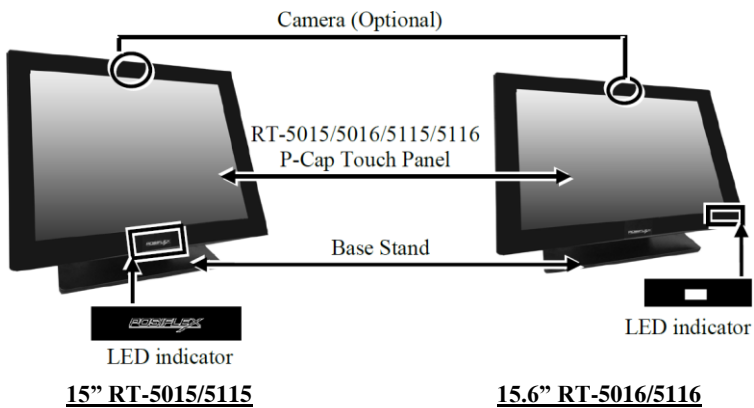 Camera (Optional)
RT-5015/5016/5115/5116
P-Cap Touch Panel
Base Stand
POSIFLEX
LED indicator
LED indicator
15” RT-5015/5115
15.6” RT-5016/5116